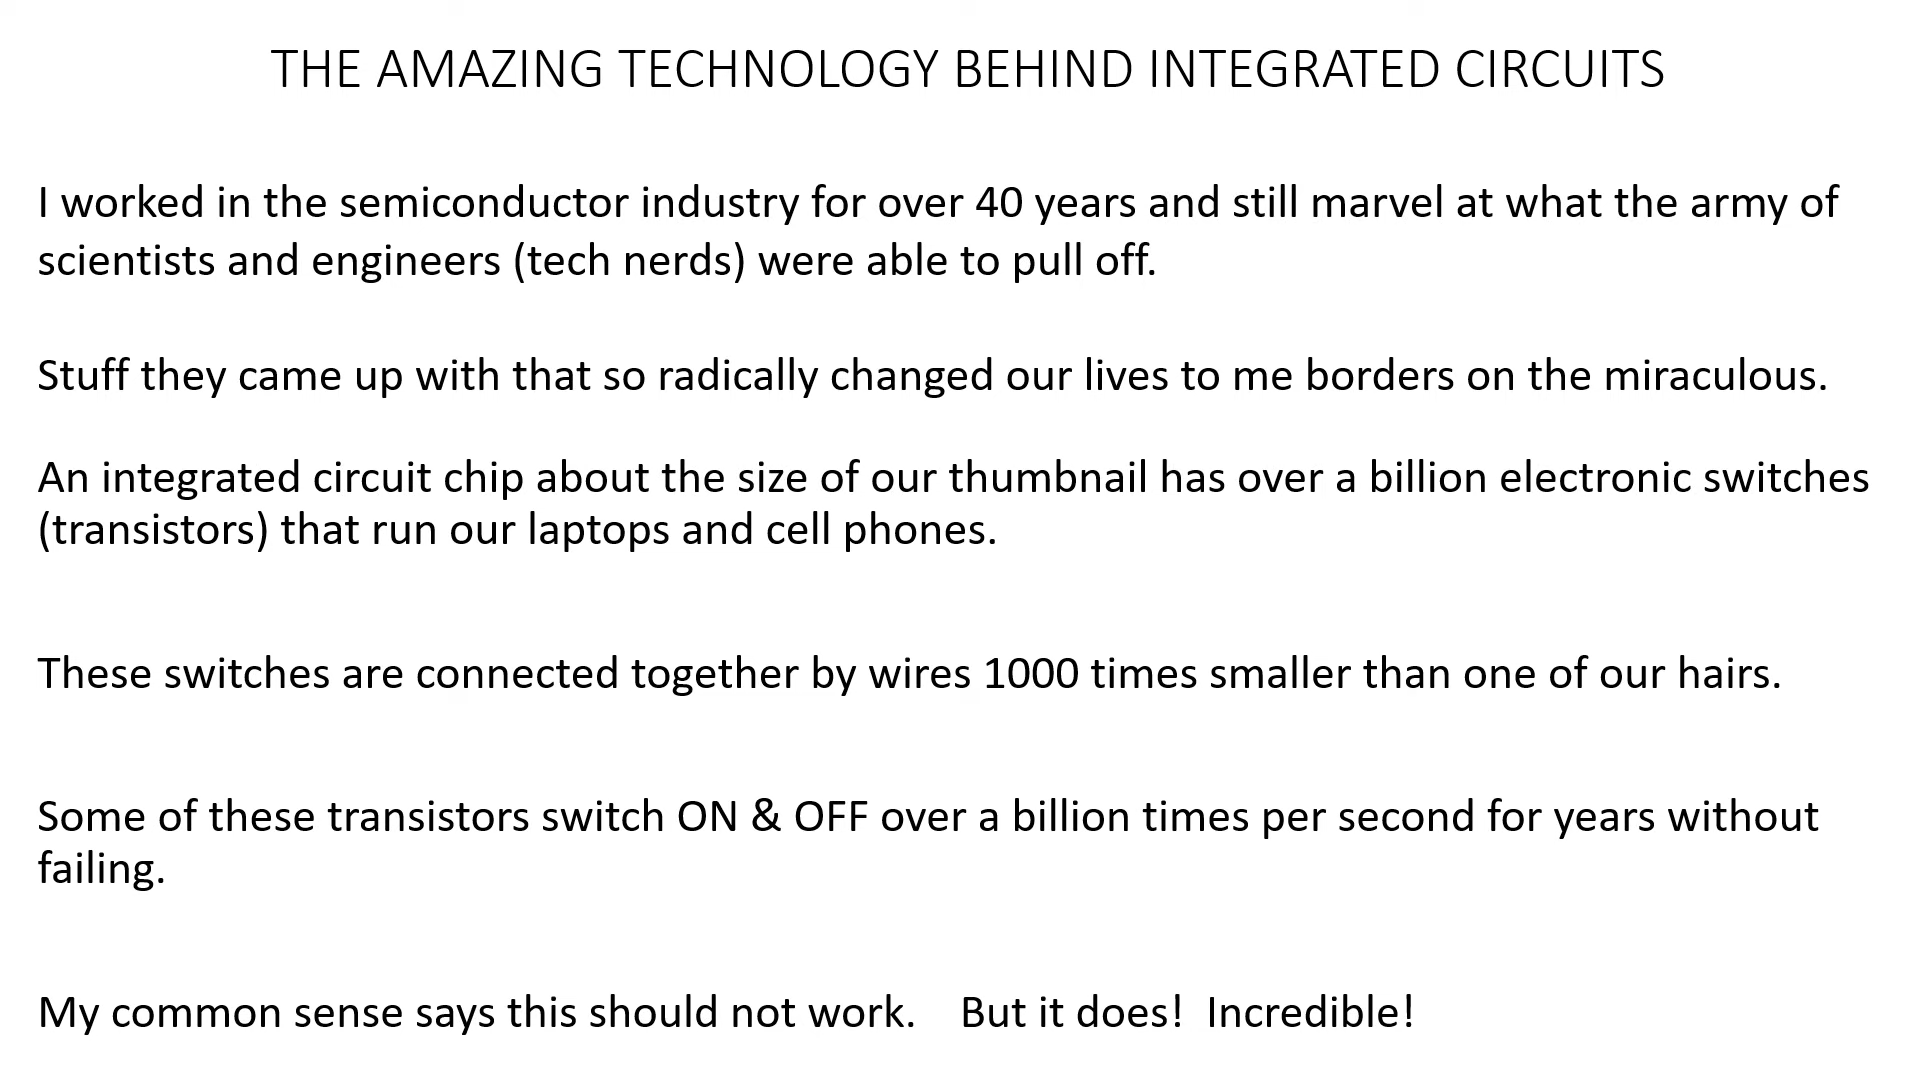 THE AMAZING TECHNOLOGY BEHIND INTEGRATED CIRCUITS
I worked in the semiconductor industry for over 40 years and still marvel at what the army of
scientists and engineers (tech nerds) were able to pull off.
Stuff they came up with that so radically changed our lives to me borders on the miraculous.
An integrated circuit chip about the size of our thumbnail has over a billion electronic switches
(transistors) that run our laptops and cell phones.
These switches are connected together by wires 1000 times smaller than one of our hairs.
Some of these transistors switch ON & OFF over a billion times per second for years without
failing.
My common sense says this should not work.    But it does!  Incredible!